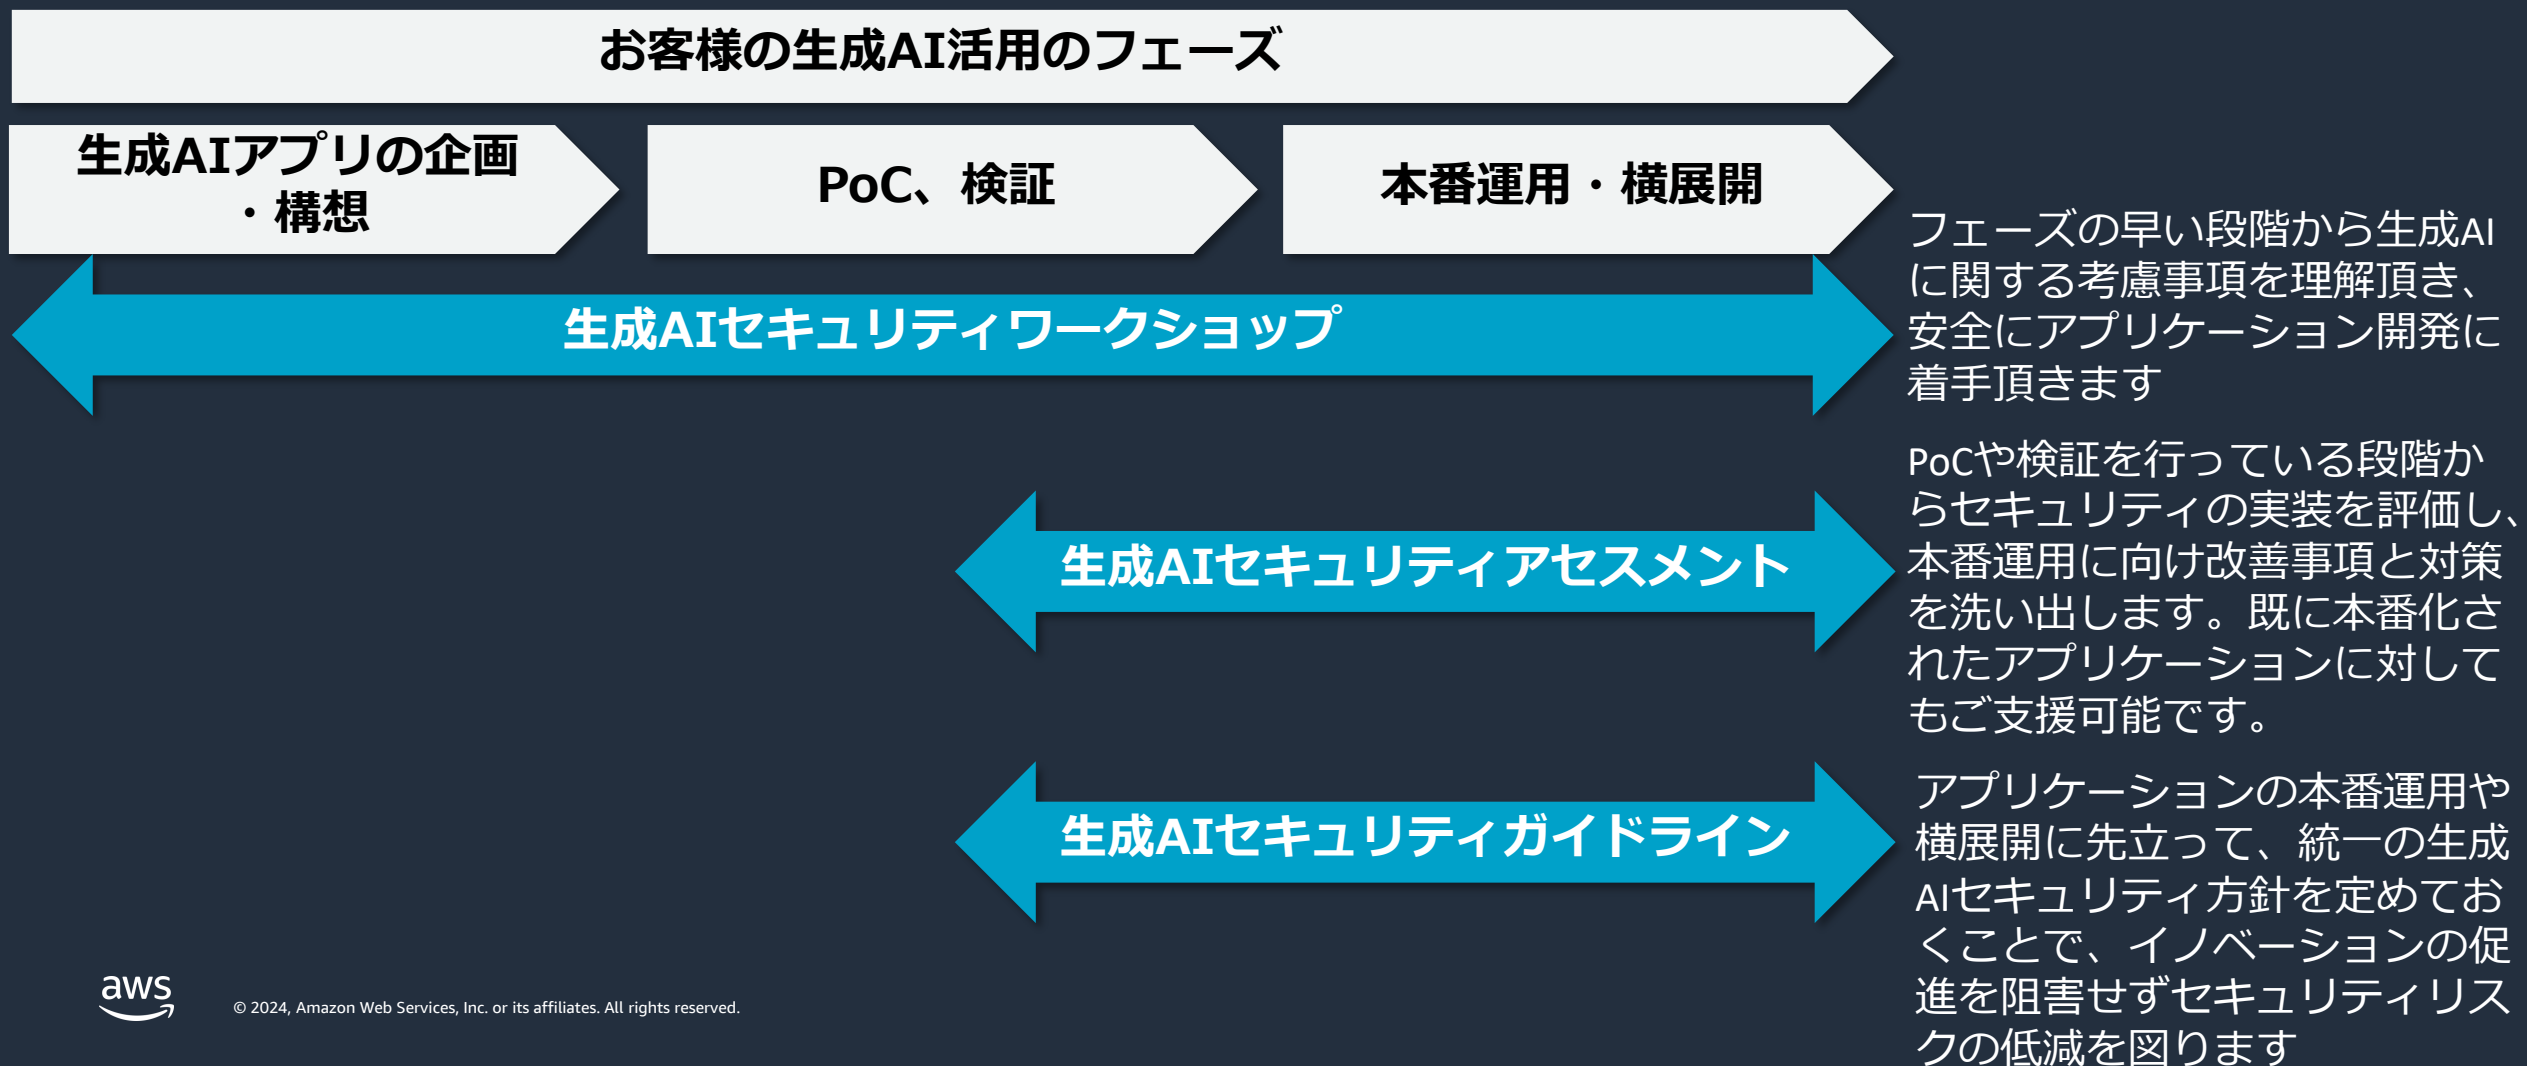 お客様の生成AI活用のフェーズ
生成AIアプリの企画
・構想
PoC、検証
本番運用・横展開
生成AIセキュリティワークショップ
フェーズの早い段階から生成AI
に関する考慮事項を理解頂き、
安全にアプリケーション開発に
着手頂きます
生成AIセキュリティアセスメント
PoCや検証を行っている段階か
らセキュリティの実装を評価し、
本番運用に向け改善事項と対策
を洗い出します。既に本番化さ
れたアプリケーションに対して
もご支援可能です。
生成AIセキュリティガイドライン
アプリケーションの本番運用や
横展開に先立って、統一の生成
AIセキュリティ方針を定めてお
くことで、イノベーションの促
進を阻害せずセキュリティリス
クの低減を図ります
aws
© 2024, Amazon Web Services, Inc. or its affiliates. All rights reserved.